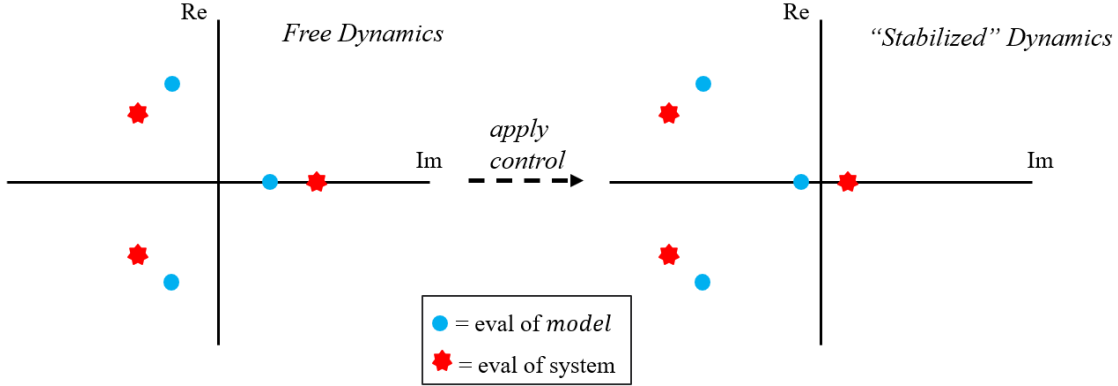 Re
Free Dynamics
Im
apply
control
Re
“Stabilized” Dynamics
Im
= eval of model
= eval of system